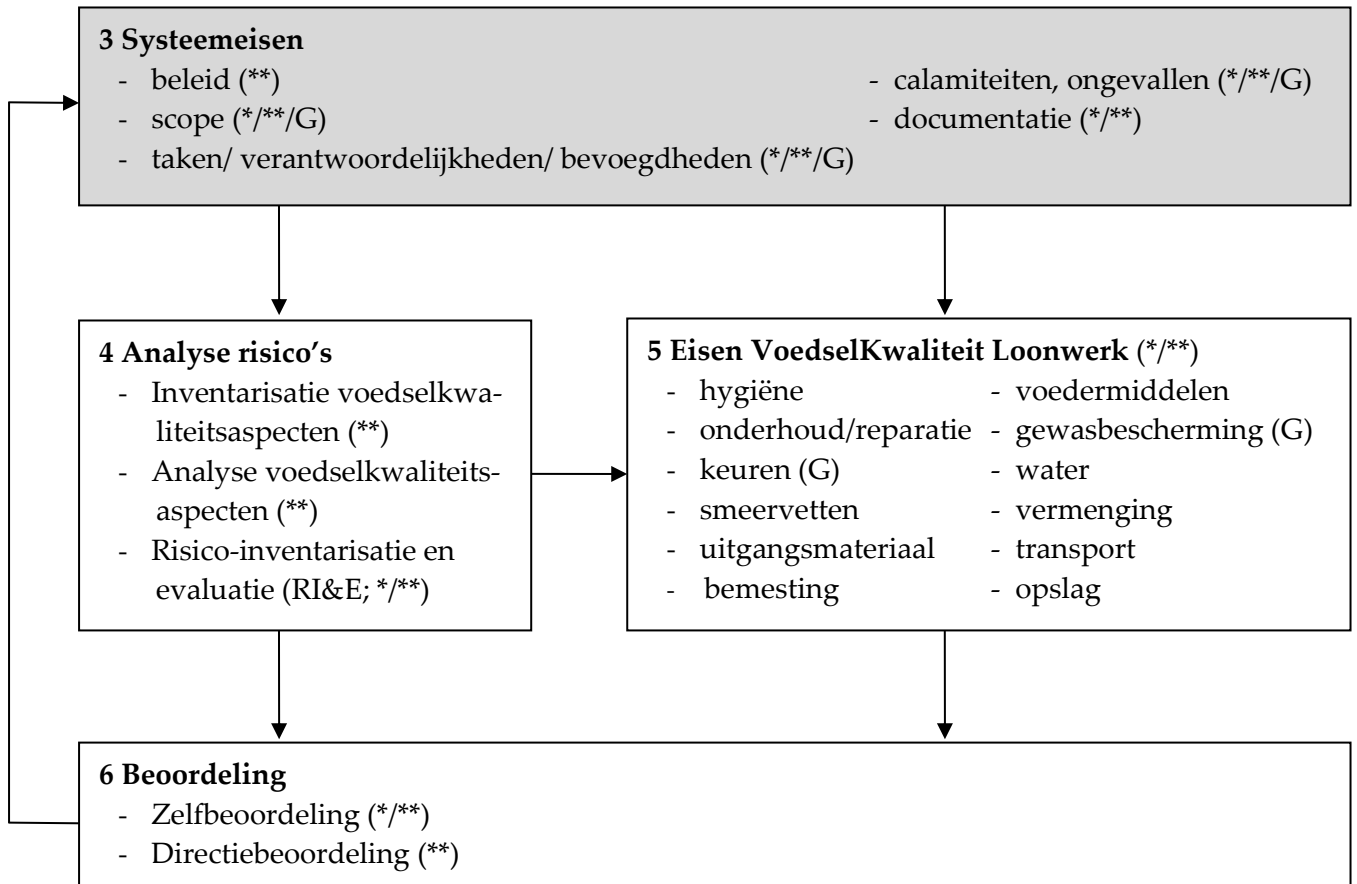 3 Systeemeisen
- beleid (**)
- scope (*/**/G)
- taken/ verantwoordelijkheden/ bevoegdheden (*/**/G)
- calamiteiten, ongevallen (*/**/G)
- documentatie (*/**)
4 Analyse risico’s
- Inventarisatie voedselkwa-
liteitsaspecten (**)
- Analyse voedselkwaliteits-
aspecten (**)
- Risico-inventarisatie en
evaluatie (RI&E; */**)
5 Eisen VoedselKwaliteit Loonwerk (*/**)
- hygiëne
- onderhoud/reparatie
- keuren (G)
- smeervetten
- uitgangsmateriaal
- bemesting
- voedermiddelen
- gewasbescherming (G)
- water
- vermenging
- transport
- opslag
6 Beoordeling
- Zelfbeoordeling (*/**)
- Directiebeoordeling (**)